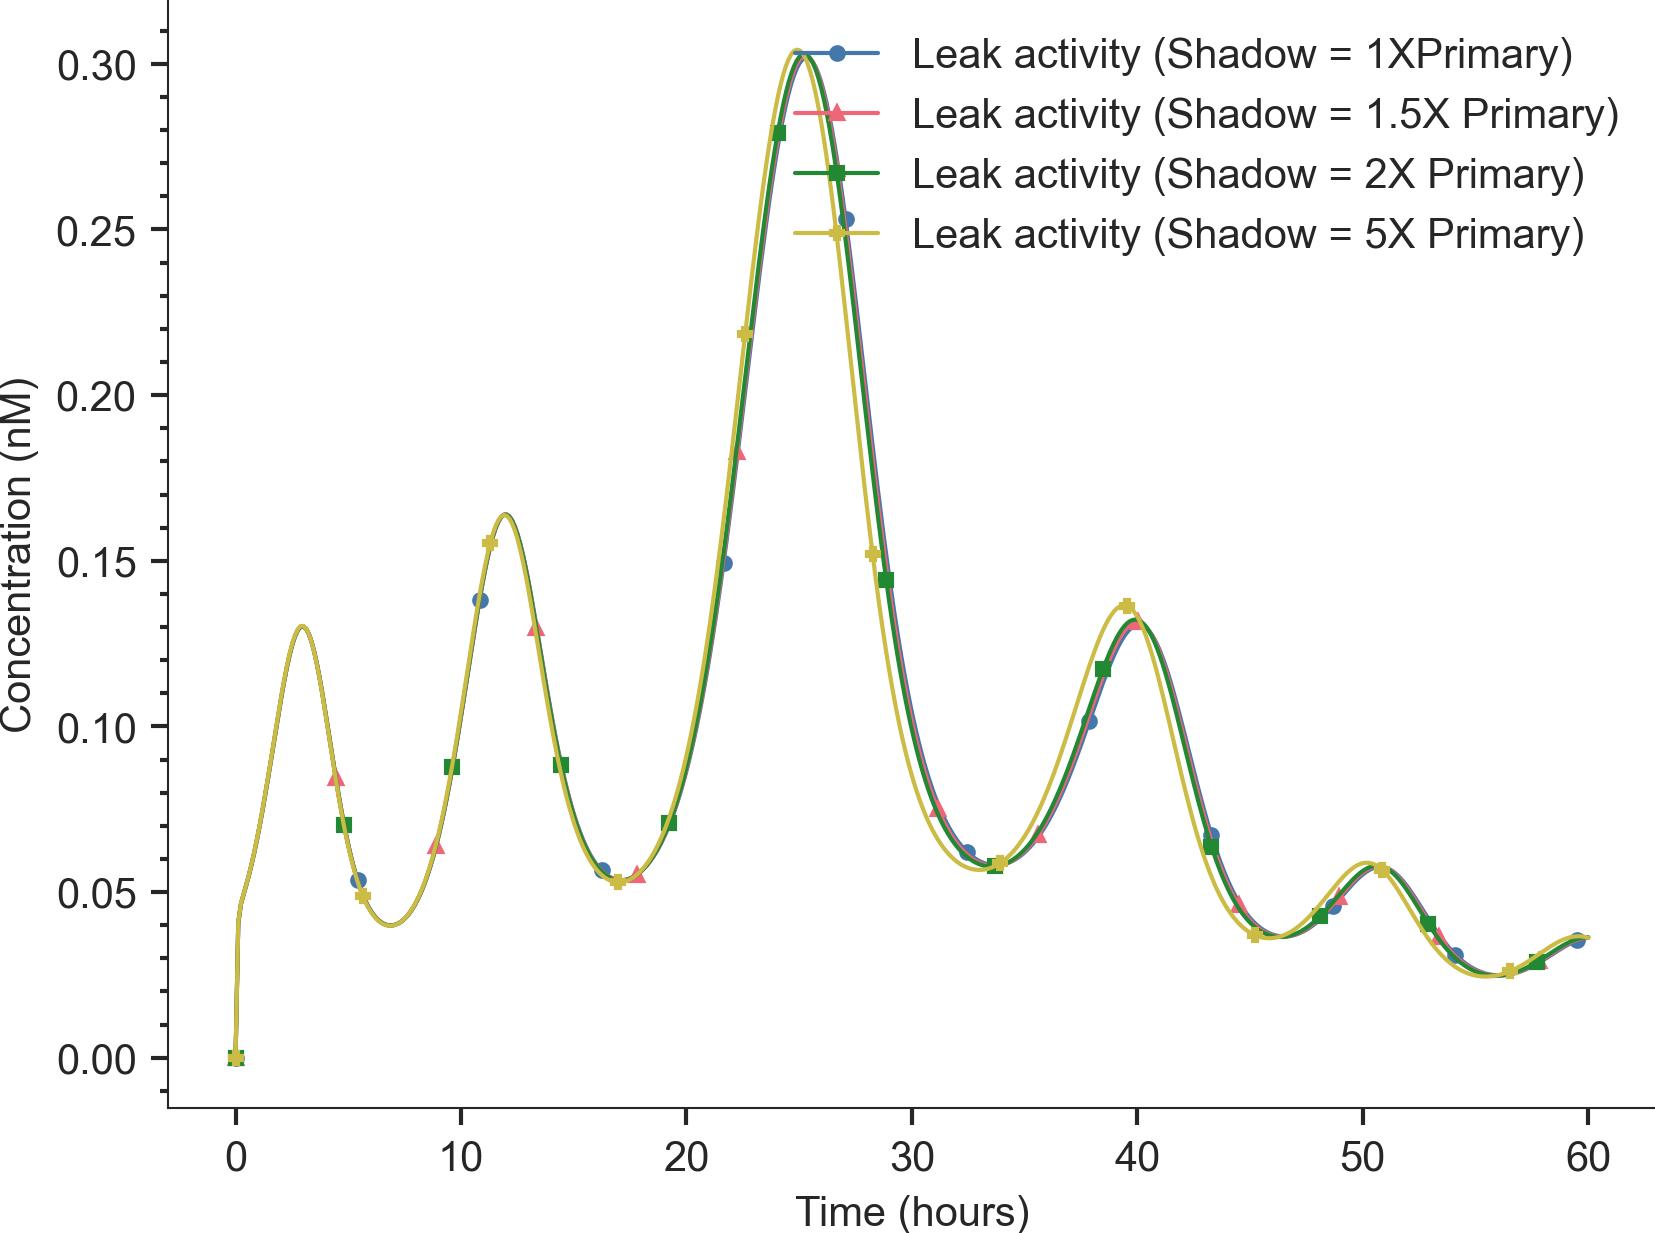 Leak activity (Shadow = 1XPrimary)
Leak activity (Shadow = 1.5X Primary)
Leak activity (Shadow = 2X Primary)
Leak activity (Shadow = 5X Primary)
Concentration (nM)
0.30
0.25
0.20
0.15
0.10
0.05
0.00
0 10 20 30 40 50 60
Time (hours)